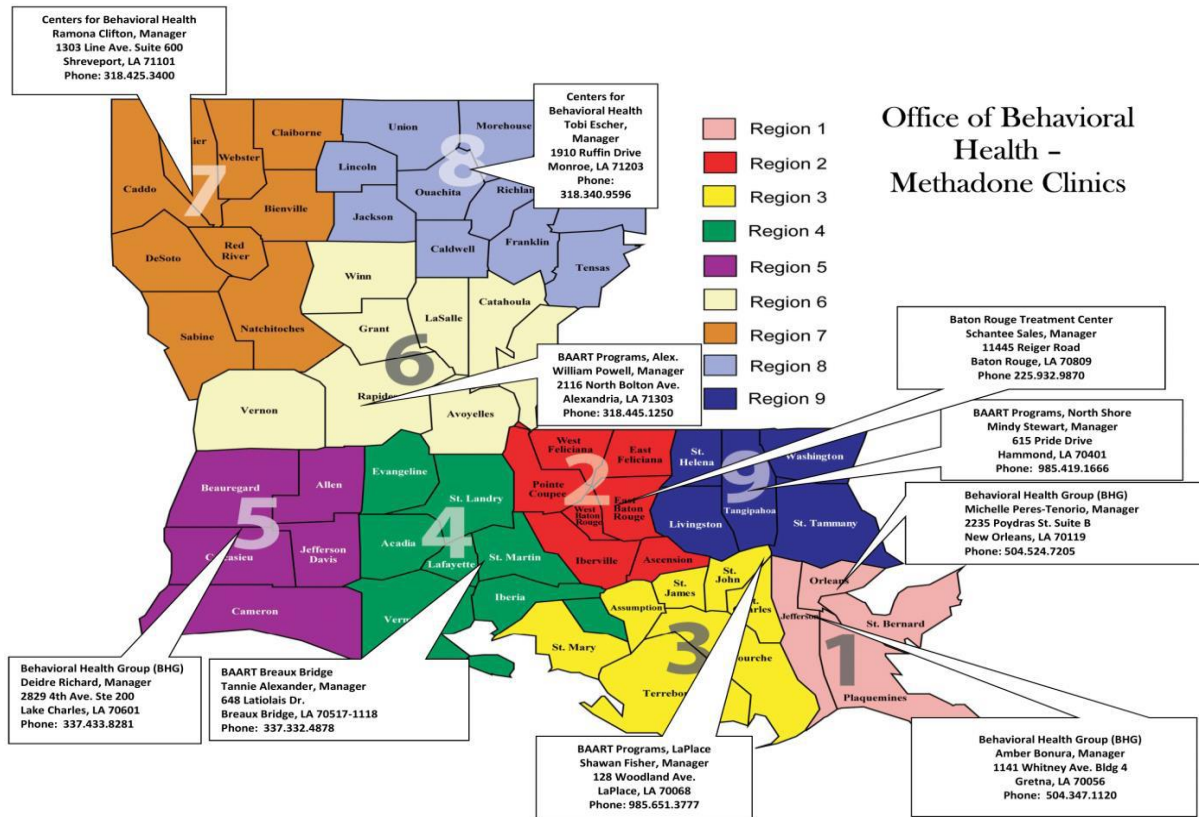 Centers for Behavioral Health
Ramona Clifton, Manager
1303 Line Ave. Suite 600
Shreveport, LA 71101
Phone: 318.425.3400
Centers for
Behavioral Health
Tobi Escher,
Manager
1910 Ruffin Drive
Monroe, LA 71203
Phone:
318.340.9596
Office of Behavioral
Health –
Methadone Clinics
Region 1
Region 2
Region 3
Region 4
Region 5
Region 6
Region 7
Region 8
Region 9
Claiborne
Union
Morehouse
ier
Webster
Lincoln
Ouachita
Richlan
Caddo
Bienville
Jackson
Caldwell
Franklin
Tensas
DeSoto
Red
River
Winn
Sabine
Natchitoches
Grant
LaSalle
Catahoula
Vernon
Rapides
Avoyelles
7
8
6
BAART Programs, Alex.
William Powell, Manager
2116 North Bolton Ave.
Alexandria, LA 71303
Phone: 318.445.1250
Baton Rouge Treatment Center
Schantee Sales, Manager
11445 Reiger Road
Baton Rouge, LA 70809
Phone 225.932.9870
BAART Programs, North Shore
Mindy Stewart, Manager
615 Pride Drive
Hammond, LA 70401
Phone: 985.419.1666
Behavioral Health Group (BHG)
Michelle Peres-Tenorio, Manager
2235 Poydras St. Suite B
New Orleans, LA 70119
Phone: 504.524.7205
Beauregard
Allen
Evangeline
St. Landry
West
Feliciana
East
Feliciana
Pointe
Coupee
West Baton
Rouge
East
Baton
Rouge
St.
Helena
Washington
Tangipahoa
Livingston
St. Tammany
Calcasieu
Jefferson
Davis
Acadia
Lafayette
St. Martin
Iberville
Ascension
Cameron
Verm
Iberia
St. Mary
Assumption
St.
James
St.
John
St.
Charles
Terrebon
ourche
Jefferson
Orleans
St. Bernard
Plaquemines
5
4
2
9
3
1
Behavioral Health Group (BHG)
Deidre Richard, Manager
2829 4th Ave. Ste 200
Lake Charles, LA 70601
Phone: 337.433.8281
BAART Breaux Bridge
Tannie Alexander, Manager
648 Latiolais Dr.
Breaux Bridge, LA 70517-1118
Phone: 337.332.4878
BAART Programs, LaPlace
Shawan Fisher, Manager
128 Woodland Ave.
LaPlace, LA 70068
Phone: 985.651.3777
Behavioral Health Group (BHG)
Amber Bonura, Manager
1141 Whitney Ave. Bldg 4
Gretna, LA 70056
Phone: 504.347.1120